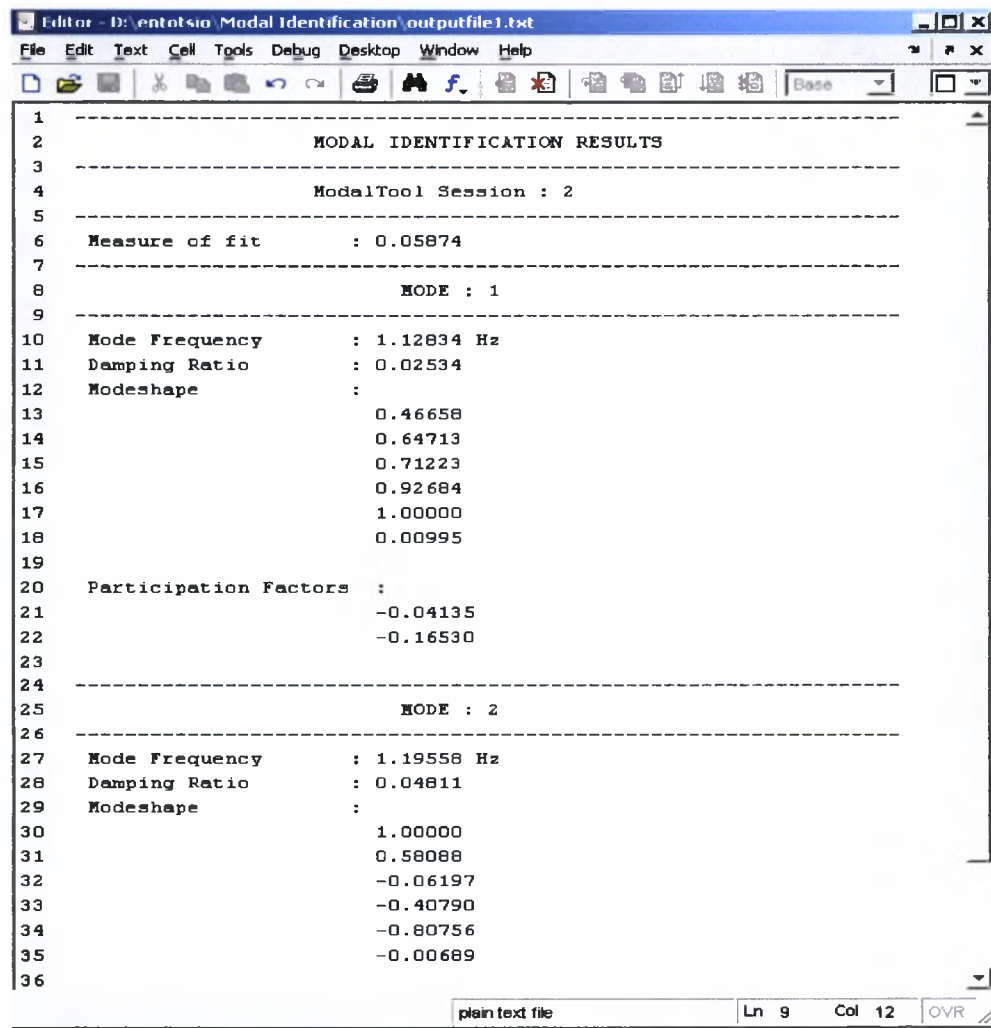 Editor - D:\entotsio\Modal Identification\outputfile1.txt
File Edit Text Cell Tools Debug Desktop Window Help
Base
1 ----------------------------------------------------------------
2 MODAL IDENTIFICATION RESULTS
3 ----------------------------------------------------------------
4 ModalTool Session : 2
5 ----------------------------------------------------------------
6 Measure of fit : 0.05874
7 ----------------------------------------------------------------
8 MODE : 1
9 ----------------------------------------------------------------
10 Mode Frequency : 1.12834 Hz
11 Damping Ratio : 0.02534
12 Modeshape :
13 0.46658
14 0.64713
15 0.71223
16 0.92684
17 1.00000
18 0.00995
19
20 Participation Factors :
21 -0.04135
22 -0.16530
23
24 ----------------------------------------------------------------
25 MODE : 2
26 ----------------------------------------------------------------
27 Mode Frequency : 1.19558 Hz
28 Damping Ratio : 0.04811
29 Modeshape :
30 1.00000
31 0.58088
32 -0.06197
33 -0.40790
34 -0.80756
35 -0.00689
36
plain text file Ln 9 Col 12 OVR